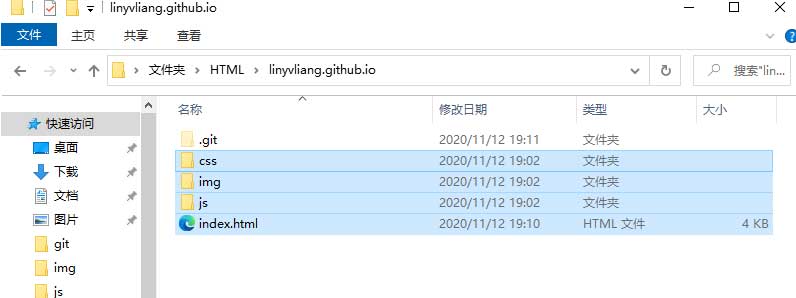 linyvliang.github.io
文件 主页 共享 查看
文件夹 HTML linyvliang.github.io 搜索"lin...
名称 修改日期 类型 大小
快速访问
桌面
下载
文档
图片
git
img
js
.git 2020/11/12 19:11 文件夹
css 2020/11/12 19:02 文件夹
img 2020/11/12 19:02 文件夹
js 2020/11/12 19:02 文件夹
index.html 2020/11/12 19:10 HTML 文件 4 KB